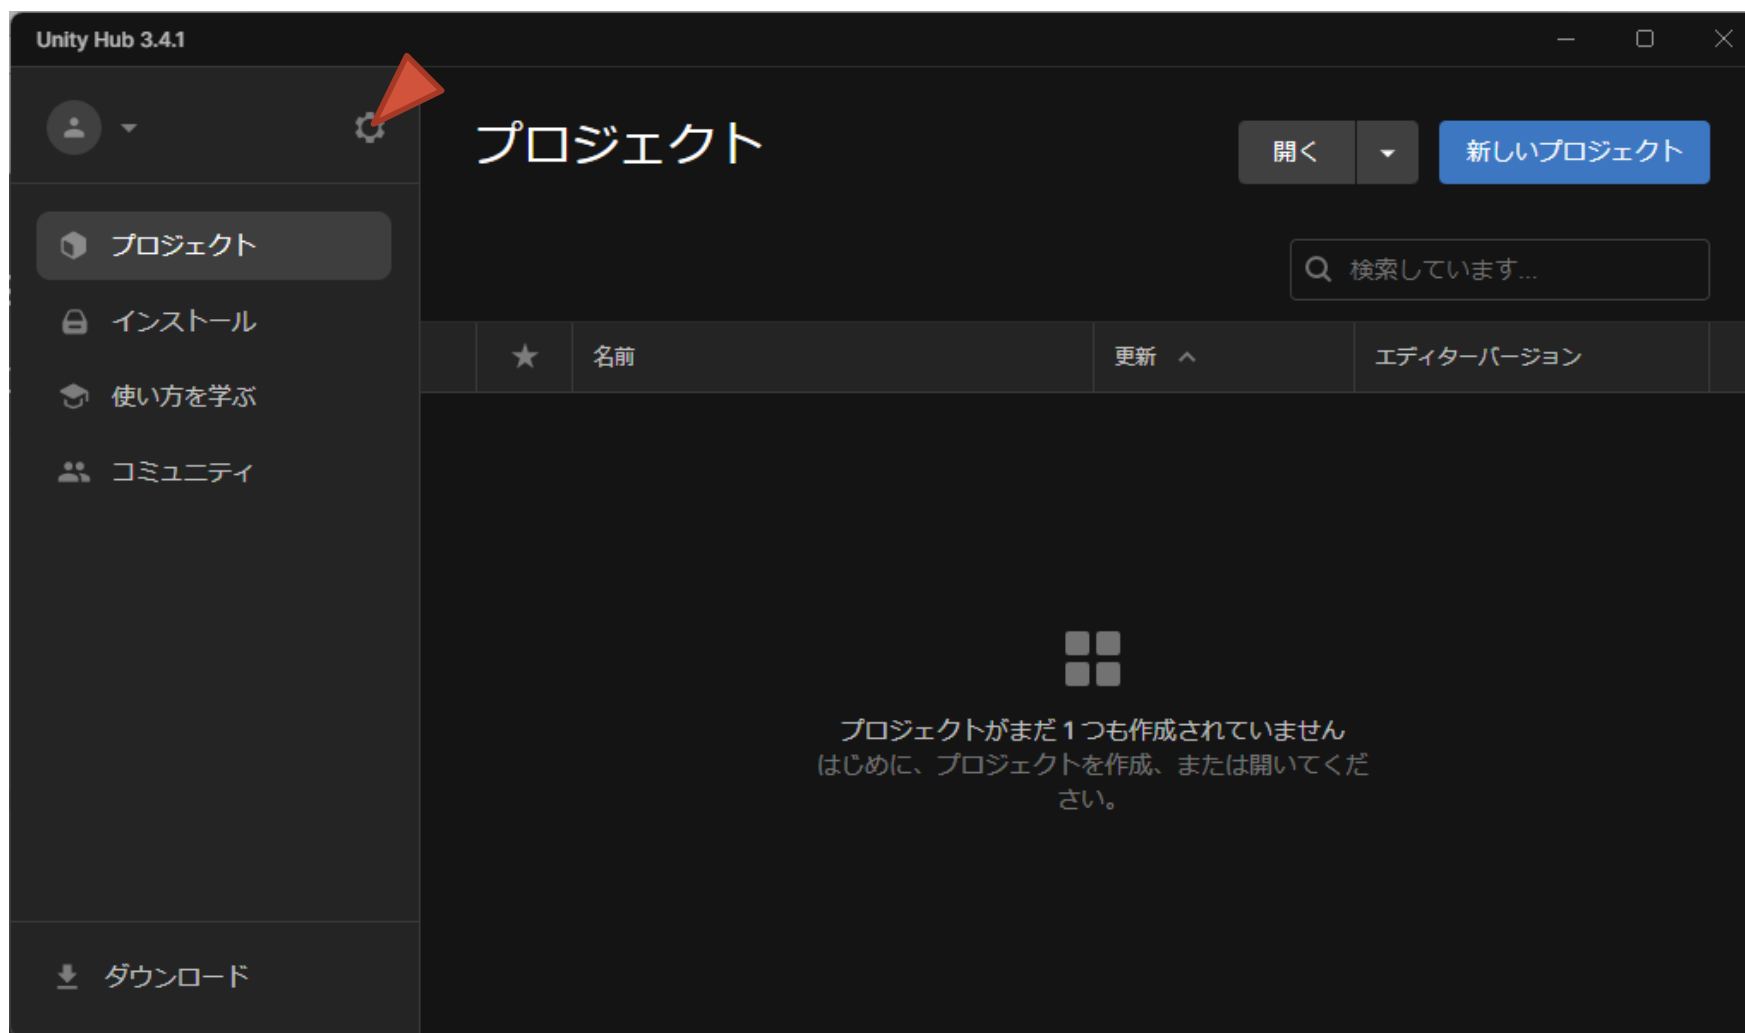 Unity Hub 3.4.1
プロジェクト
開く
新しいプロジェクト
プロジェクト
インストール
使い方を学ぶ
コミュニティ
検索しています...
名前
更新
エディターバージョン
プロジェクトがまだ 1 つも作成されていません
はじめに、プロジェクトを作成、または開いてくだ
さい。
ダウンロード